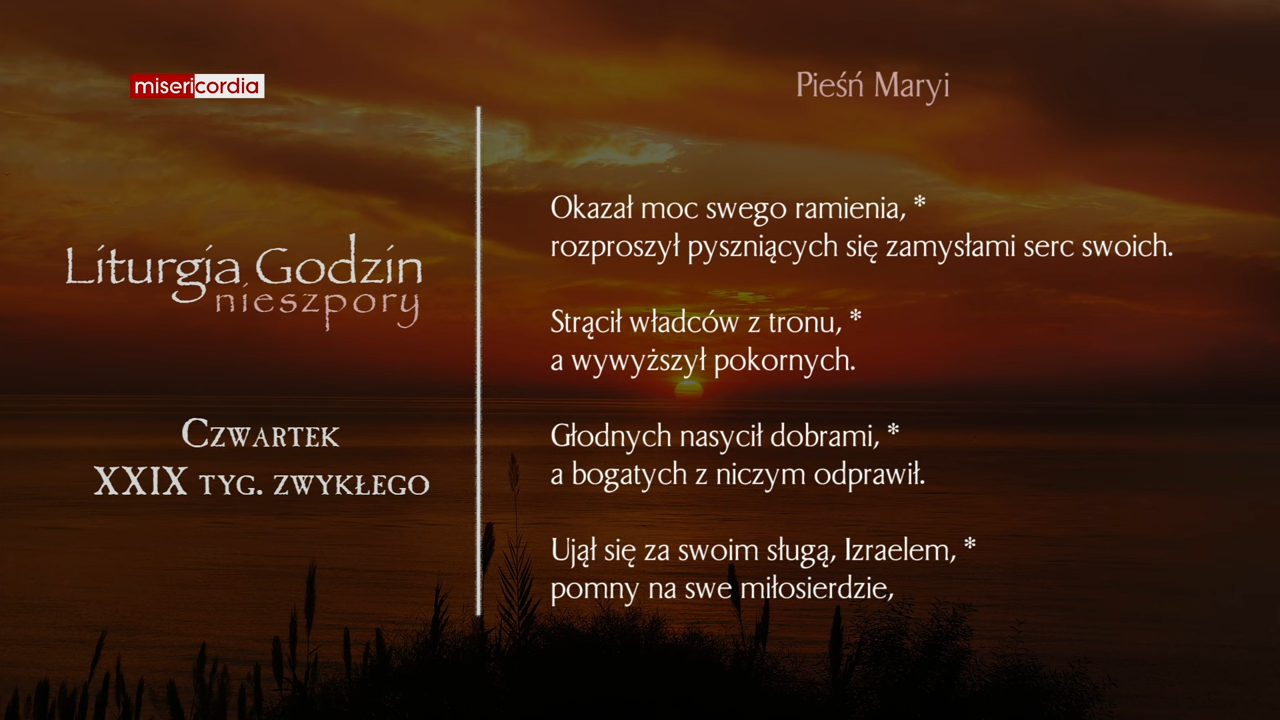 misericordia
Pieśń Maryi
Liturgia Godzin
nieszpory
Czwartek
XXIX tyg. zwykłego
Okazał moc swego ramienia, *
rozproszył pyszniących się zamysłami serc swoich.
Strącił władców z tronu, *
a wywyższył pokornych.
Głodnych nasycił dobrami, *
a bogatych z niczym odprawił.
Ujął się za swoim sługą, Izraelem, *
pomny na swe miłosierdzie,